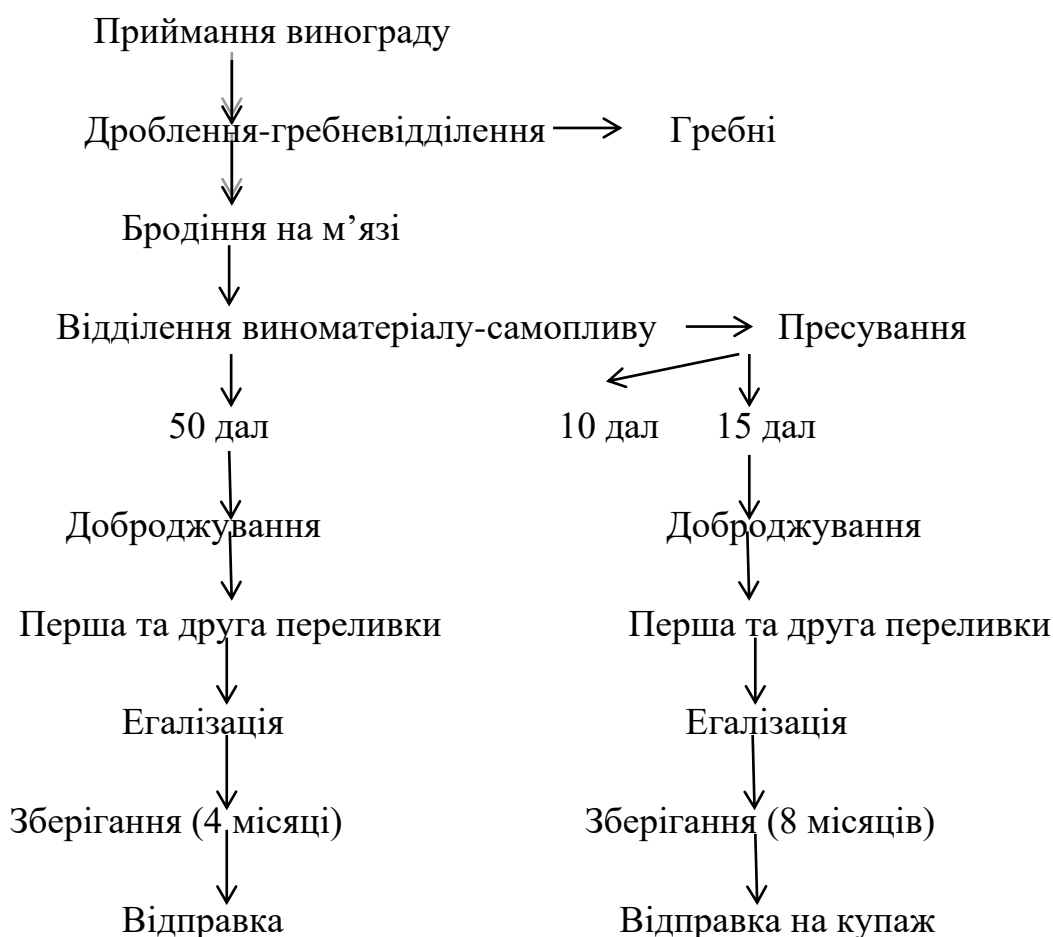 Приймання винограду
Дроблення-гребневідділення Гребні
Бродіння на м’язі
Відділення виноматеріалу-самопливу Пресування
50 дал 10 дал 15 дал
Доброджування Доброджування
Перша та друга переливки Перша та друга переливки
Егалізація Егалізація
Зберігання (4 місяці) Зберігання (8 місяців)
Відправка Відправка на купаж